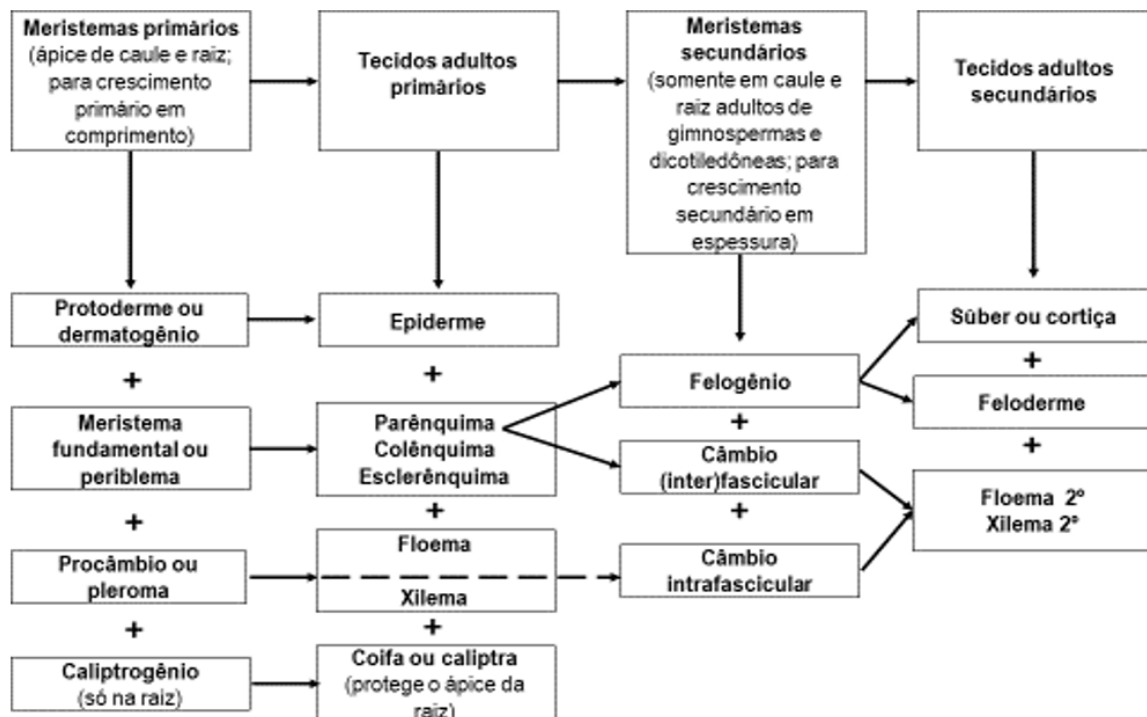 Meristemas primários
(ápice de caule e raiz;
para crescimento
primário em
comprimento)
Tecidos adultos
primários
Meristemas
secundários
(somente em caule e
raiz adultos de
gimnospermas e
dicotiledôneas; para
crescimento
secundário em
espessura)
Tecidos adultos
secundários
Protoderme ou
dermatogênio
+
Meristema
fundamental ou
periblema
+
Procâmbio ou
pleroma
+
Caliptrogênio
(só na raiz)
Epiderme
+
Parênquima
Colênquima
Esclerênquima
+
Floema
Xilema
+
Coifa ou caliptra
(protege o ápice da
raiz)
Felogênio
+
Câmbio
(inter)fascicular
+
Câmbio
intrafascicular
Súber ou cortiça
+
Feloderme
+
Floema 2º
Xilema 2º